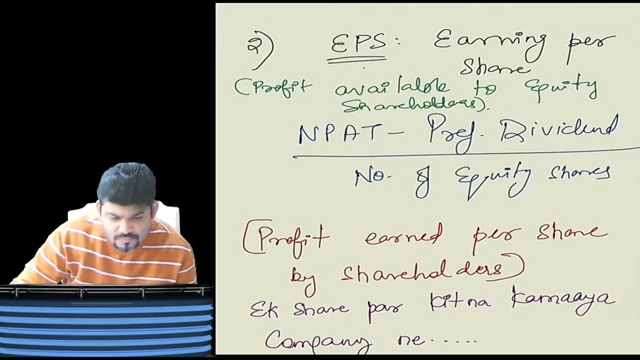 2) EPS: Earning per
Share
(Profit available to Equity
Shareholders).
NPAT - Pref. Dividend
No. of Equity shares
(Profit earned per share
by shareholders)
Ek share par kitna kamaaya
Company ne.....